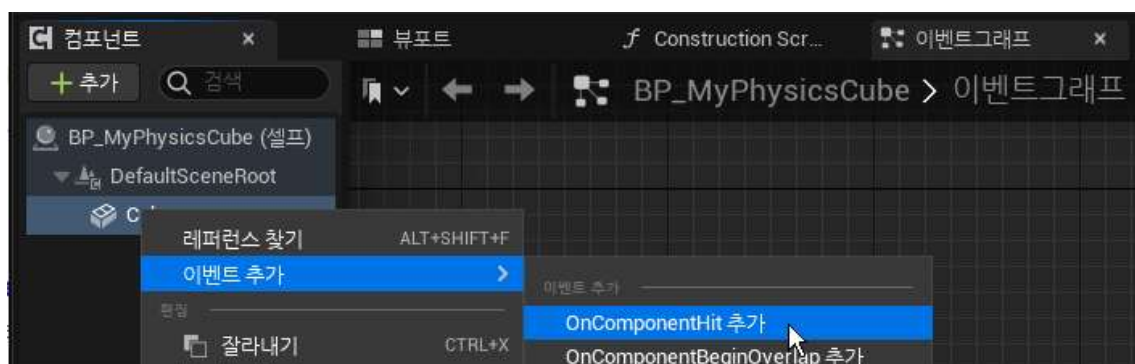 컴포넌트 × 뷰포트 f Construction Scr... 이벤트그래프 ×
+ 추가 검색 BP_MyPhysicsCube > 이벤트그래프
BP_MyPhysicsCube (셀프)
DefaultSceneRoot
레퍼런스 찾기 ALT+SHIFT+F
이벤트 추가 >
이벤트 추가
편집
OnComponentHit 추가
잘라내기 CTRL+X
OnComponentBeginOverlap 추가